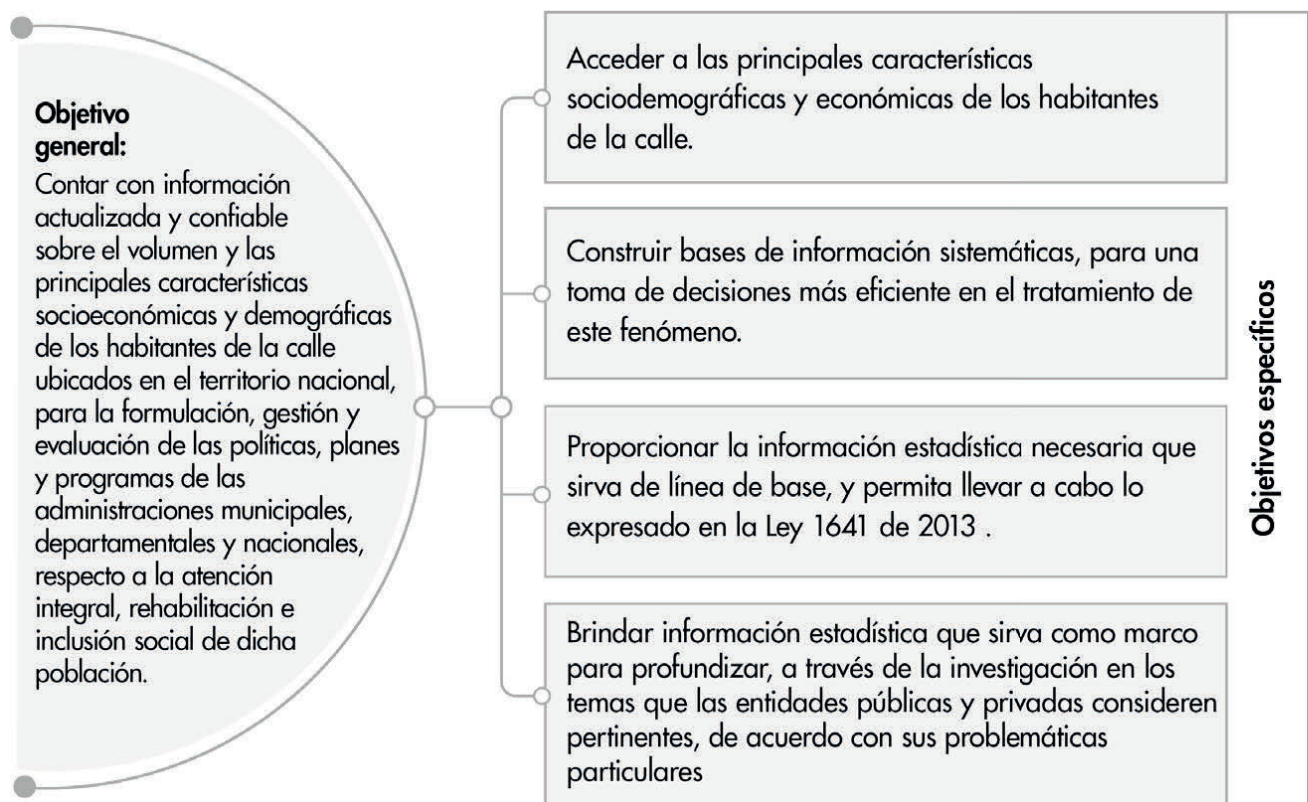 Objetivo
general:
Contar con información
actualizada y confiable
sobre el volumen y las
principales características
socioeconómicas y demográficas
de los habitantes de la calle
ubicados en el territorio nacional,
para la formulación, gestión y
evaluación de las políticas, planes
y programas de las
administraciones municipales,
departamentales y nacionales,
respecto a la atención
integral, rehabilitación e
inclusión social de dicha
población.
Acceder a las principales características
sociodemográficas y económicas de los habitantes
de la calle.
Construir bases de información sistemáticas, para una
toma de decisiones más eficiente en el tratamiento de
este fenómeno.
Proporcionar la información estadística necesaria que
sirva de línea de base, y permita llevar a cabo lo
expresado en la Ley 1641 de 2013 .
Brindar información estadística que sirva como marco
para profundizar, a través de la investigación en los
temas que las entidades públicas y privadas consideren
pertinentes, de acuerdo con sus problemáticas
particulares
Objetivos específicos